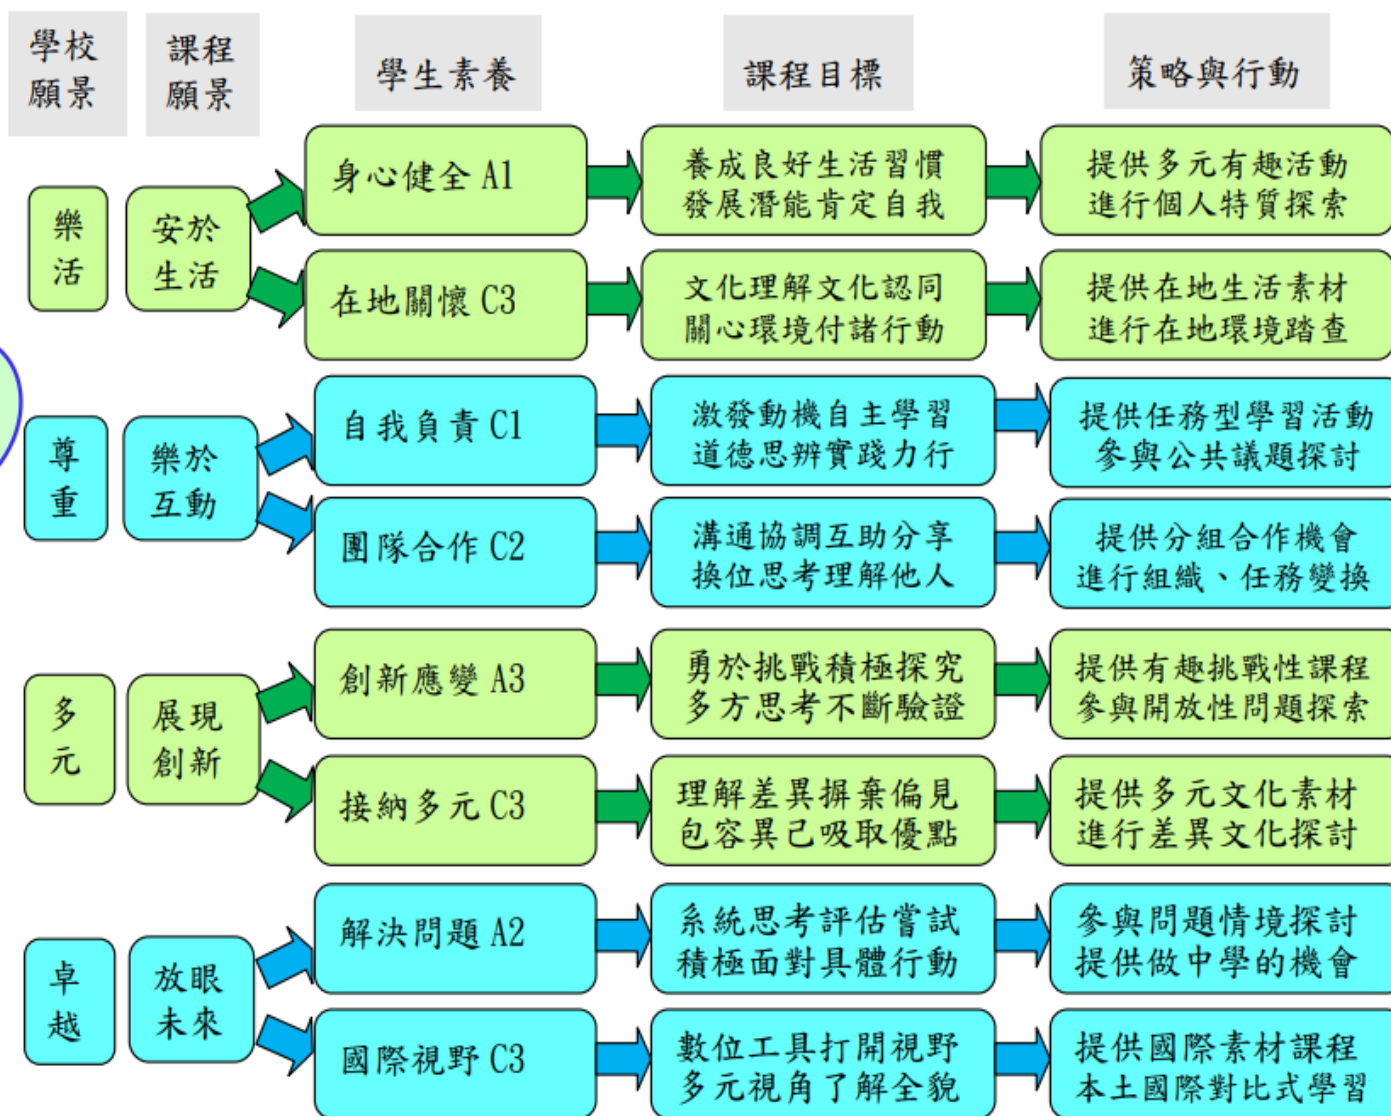 學校
願景
課程
願景
學生素養
課程目標
策略與行動
樂
活
安於
生活
身心健全 A1
養成良好生活習慣
發展潛能肯定自我
提供多元有趣活動
進行個人特質探索
在地關懷 C3
文化理解文化認同
關心環境付諸行動
提供在地生活素材
進行在地環境踏查
尊
重
樂於
互動
自我負責 C1
激發動機自主學習
道德思辨實踐力行
提供任務型學習活動
參與公共議題探討
團隊合作 C2
溝通協調互助分享
換位思考理解他人
提供分組合作機會
進行組織、任務變換
多
元
展現
創新
創新應變 A3
勇於挑戰積極探究
多方思考不斷驗證
提供有趣挑戰性課程
參與開放性問題探索
接納多元 C3
理解差異摒棄偏見
包容異己吸取優點
提供多元文化素材
進行差異文化探討
卓
越
放眼
未來
解決問題 A2
系統思考評估嘗試
積極面對具體行動
參與問題情境探討
提供做中學的機會
國際視野 C3
數位工具打開視野
多元視角了解全貌
提供國際素材課程
本土國際對比式學習